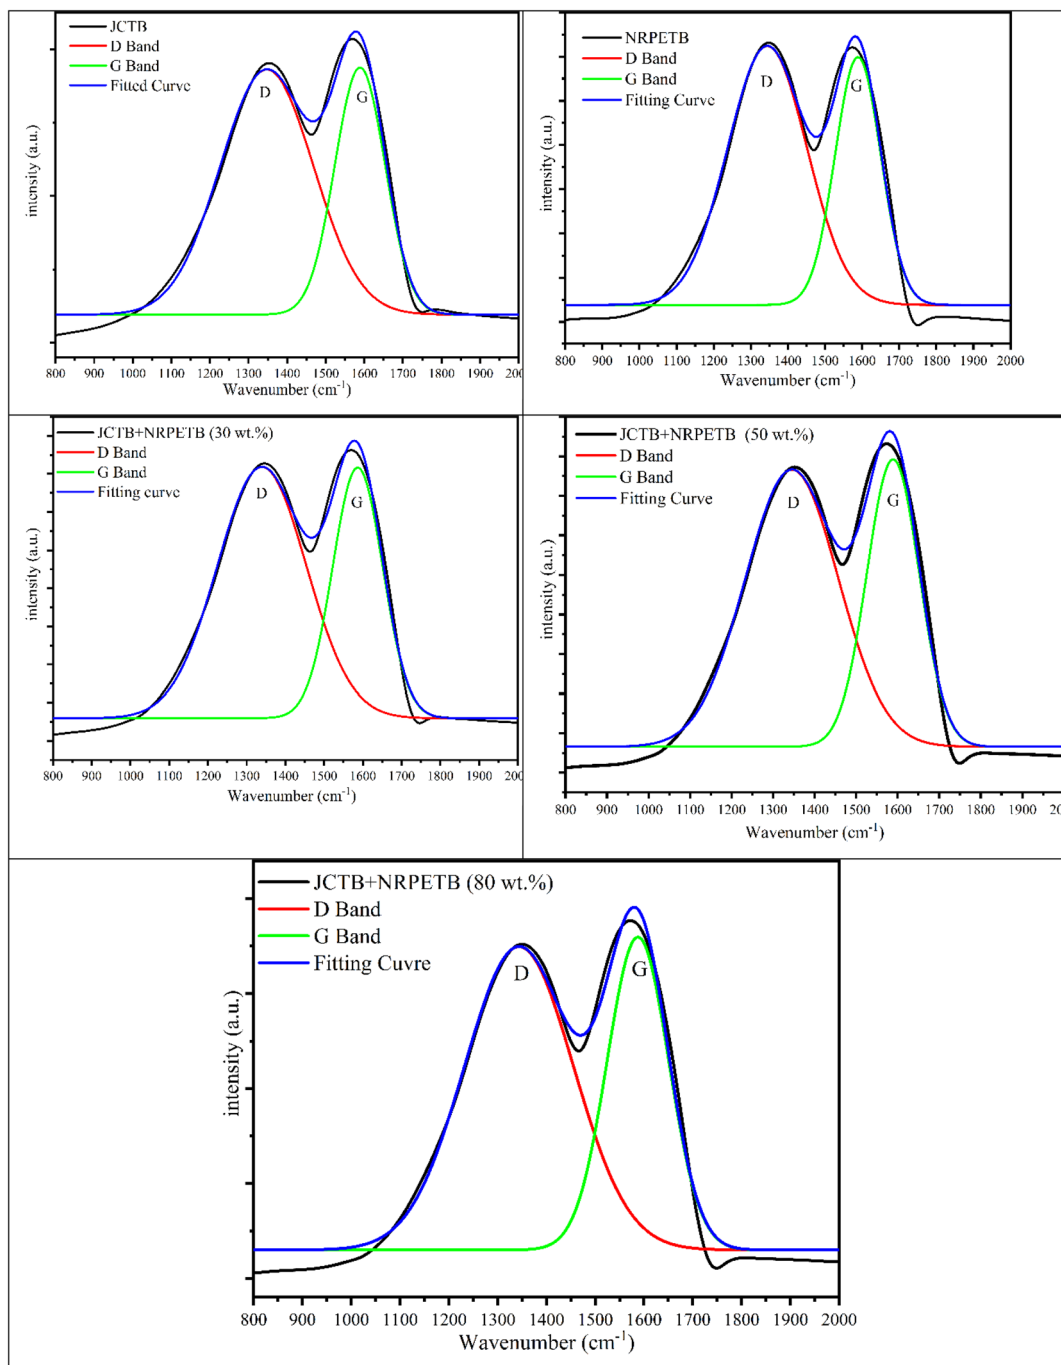 JCTB
D Band
G Band
Fitted Curve
D
G
intensity (a.u.)
800 900 1000 1100 1200 1300 1400 1500 1600 1700 1800 1900 200
Wavenumber (cm-1)
NRPETB
D Band
G Band
Fitting Curve
D
G
intensity (a.u.)
800 900 1000 1100 1200 1300 1400 1500 1600 1700 1800 1900 2000
Wavenumber (cm-1)
JCTB+NRPETB (30 wt.%)
D Band
G Band
Fitting curve
D
G
intensity (a.u.)
800 900 1000 1100 1200 1300 1400 1500 1600 1700 1800 1900 200
Wavenumber (cm-1)
JCTB+NRPETB (50 wt.%)
D Band
G Band
Fitting Curve
D
G
intensity (a.u.)
800 900 1000 1100 1200 1300 1400 1500 1600 1700 1800 1900 200
Wavenumber (cm-1)
JCTB+NRPETB (80 wt.%)
D Band
G Band
Fitting Cuvre
D
G
intensity (a.u.)
800 900 1000 1100 1200 1300 1400 1500 1600 1700 1800 1900 2000
Wavenumber (cm-1)